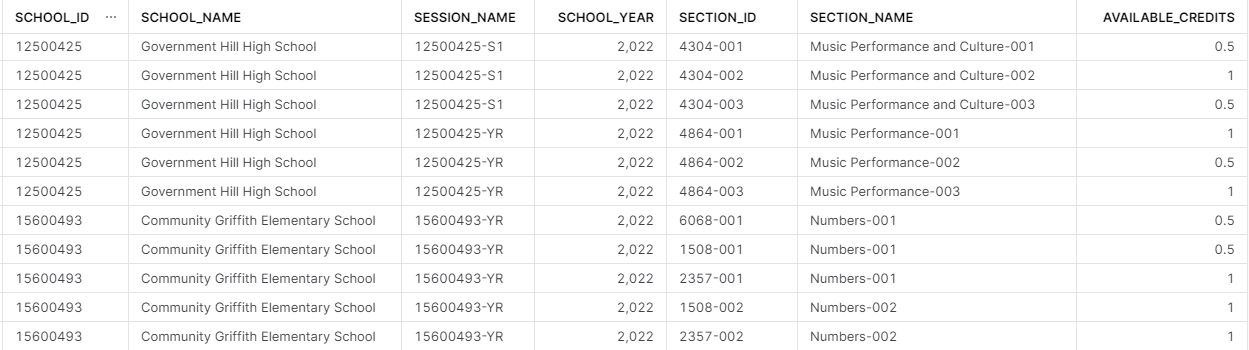 SCHOOL_ID ··· SCHOOL_NAME SESSION_NAME SCHOOL_YEAR SECTION_ID SECTION_NAME AVAILABLE_CREDITS
12500425 Government Hill High School 12500425-S1 2,022 4304-001 Music Performance and Culture-001 0.5
12500425 Government Hill High School 12500425-S1 2,022 4304-002 Music Performance and Culture-002 1
12500425 Government Hill High School 12500425-S1 2,022 4304-003 Music Performance and Culture-003 0.5
12500425 Government Hill High School 12500425-YR 2,022 4864-001 Music Performance-001 1
12500425 Government Hill High School 12500425-YR 2,022 4864-002 Music Performance-002 0.5
12500425 Government Hill High School 12500425-YR 2,022 4864-003 Music Performance-003 1
15600493 Community Griffith Elementary School 15600493-YR 2,022 6068-001 Numbers-001 0.5
15600493 Community Griffith Elementary School 15600493-YR 2,022 1508-001 Numbers-001 0.5
15600493 Community Griffith Elementary School 15600493-YR 2,022 2357-001 Numbers-001 1
15600493 Community Griffith Elementary School 15600493-YR 2,022 1508-002 Numbers-002 1
15600493 Community Griffith Elementary School 15600493-YR 2,022 2357-002 Numbers-002 1